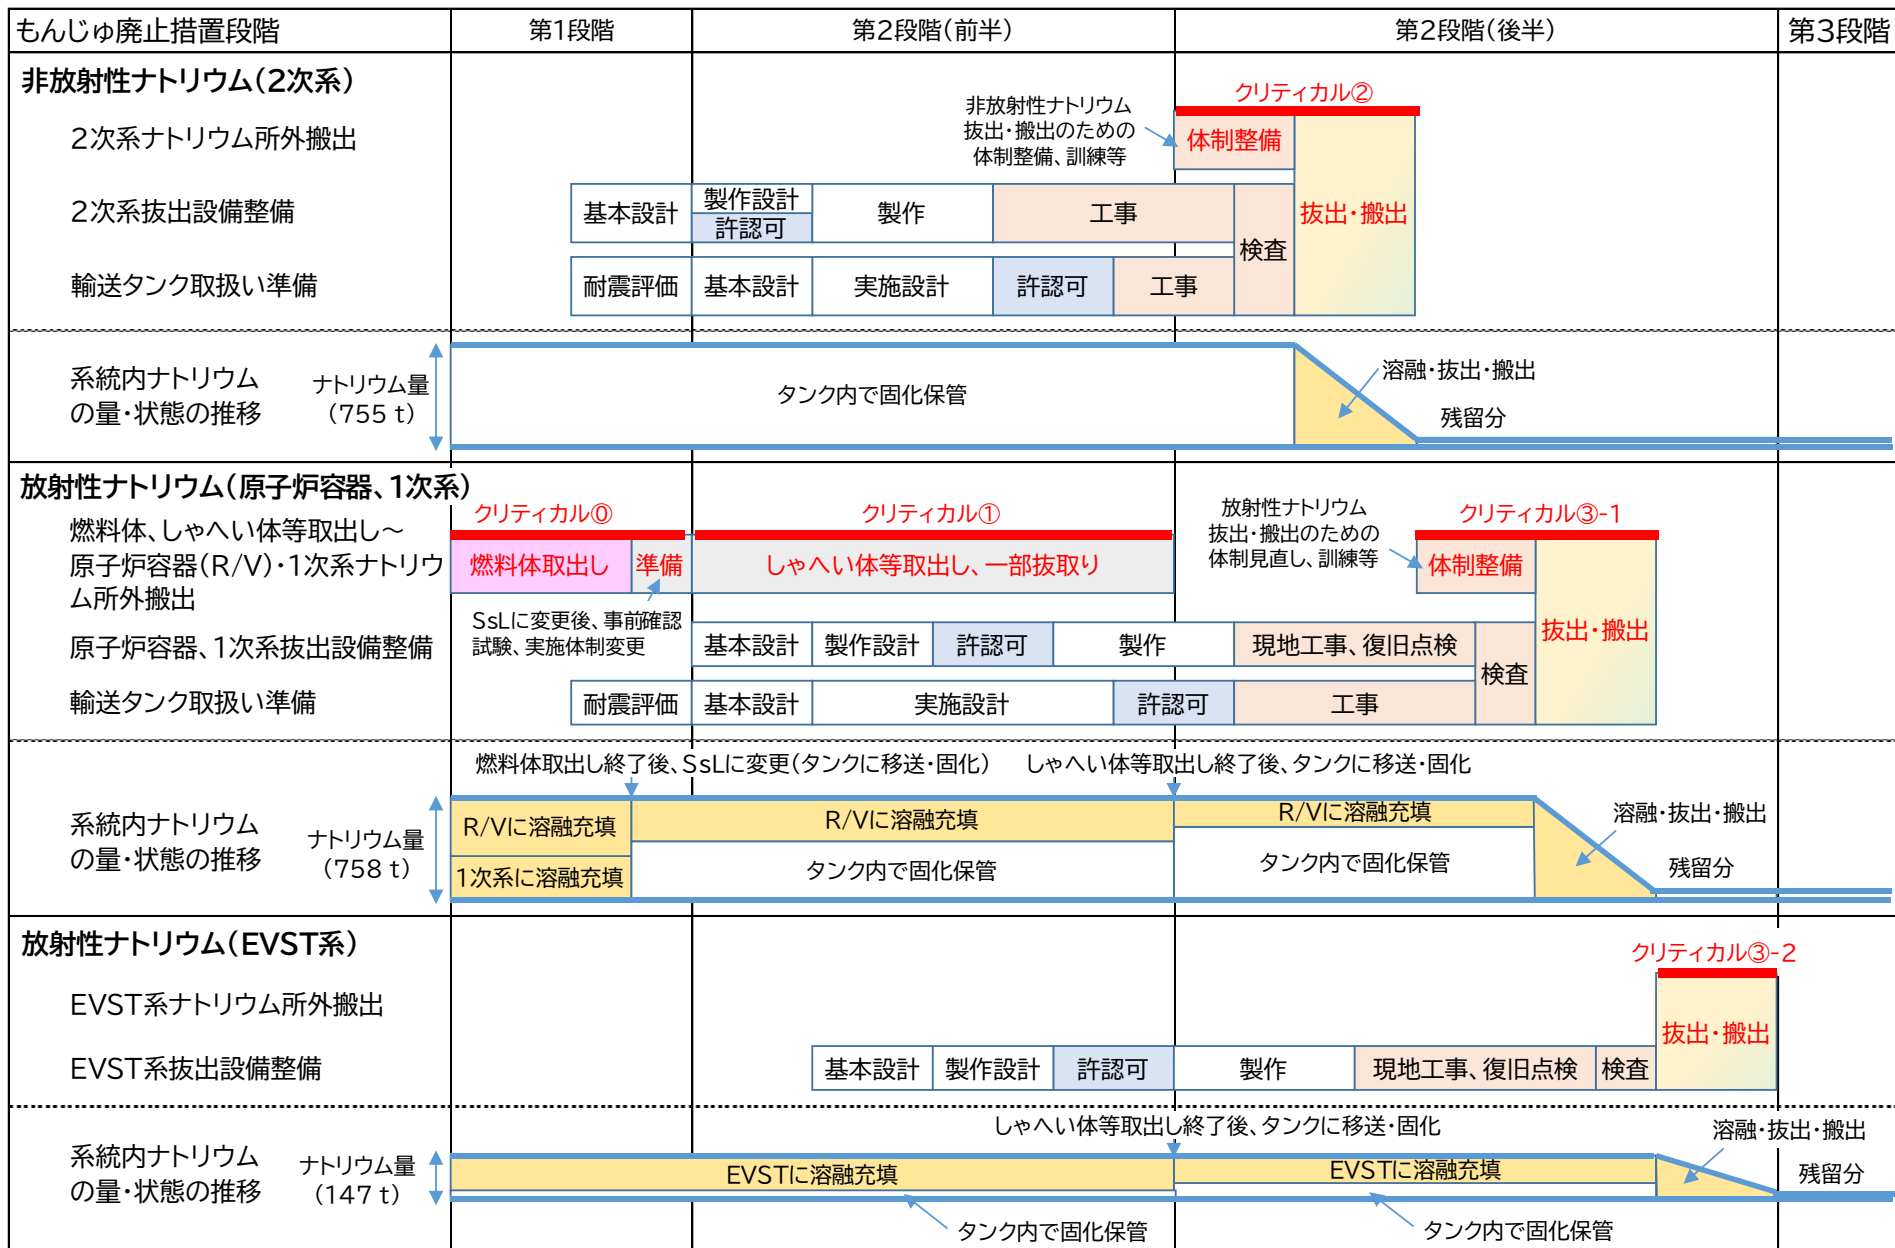 もんじゅ廃止措置段階
第1段階
第2段階(前半)
第2段階(後半)
第3段階
非放射性ナトリウム(2次系)
2次系ナトリウム所外搬出
非放射性ナトリウム
抜出・搬出のための
体制整備、訓練等
クリティカル②
体制整備
抜出・搬出
2次系抜出設備整備
基本設計
製作設計
許認可
製作
工事
検査
輸送タンク取扱い準備
耐震評価
基本設計
実施設計
許認可
工事
系統内ナトリウム
の量・状態の推移
ナトリウム量
(755 t)
タンク内で固化保管
溶融・抜出・搬出
残留分
放射性ナトリウム(原子炉容器、1次系)
燃料体、しゃへい体等取出し～
原子炉容器(R/V)・1次系ナトリウ
ム所外搬出
クリティカル⓪
燃料体取出し
準備
SsLに変更後、事前確認
試験、実施体制変更
クリティカル①
しゃへい体等取出し、一部抜取り
放射性ナトリウム
抜出・搬出のための
体制見直し、訓練等
クリティカル③-1
体制整備
抜出・搬出
原子炉容器、1次系抜出設備整備
基本設計
製作設計
許認可
製作
現地工事、復旧点検
検査
輸送タンク取扱い準備
耐震評価
基本設計
実施設計
許認可
工事
燃料体取出し終了後、SsLに変更(タンクに移送・固化)
しゃへい体等取出し終了後、タンクに移送・固化
系統内ナトリウム
の量・状態の推移
ナトリウム量
(758 t)
R/Vに溶融充填
1次系に溶融充填
R/Vに溶融充填
タンク内で固化保管
R/Vに溶融充填
タンク内で固化保管
溶融・抜出・搬出
残留分
放射性ナトリウム(EVST系)
クリティカル③-2
EVST系ナトリウム所外搬出
抜出・搬出
EVST系抜出設備整備
基本設計
製作設計
許認可
製作
現地工事、復旧点検
検査
しゃへい体等取出し終了後、タンクに移送・固化
系統内ナトリウム
の量・状態の推移
ナトリウム量
(147 t)
EVSTに溶融充填
EVSTに溶融充填
溶融・抜出・搬出
残留分
タンク内で固化保管
タンク内で固化保管